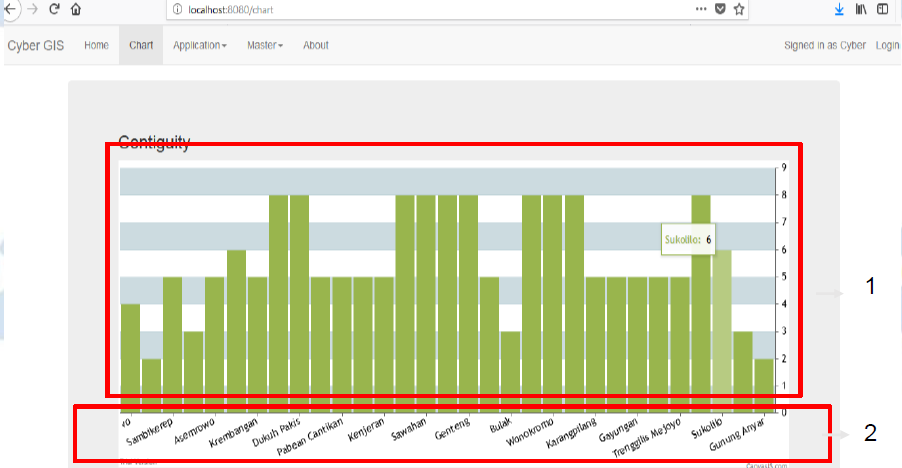 localhost:8080/chart
Cyber GIS Home Chart Application Master About Signed in as Cyber Login
Contiguity
9
8
7
Sukolilo: 6
6
5
4
3
2
1
0
1
Sambikerep Asemrowo Krembangan Dukuh Pakis Pabean Cantikan Kenjeran Sawahan Genteng Bulak Wonokromo Karangpilang Gayungan Trenggilis Mejoyo Sukolilo Gunung Anyar
2
CanvasJS.com